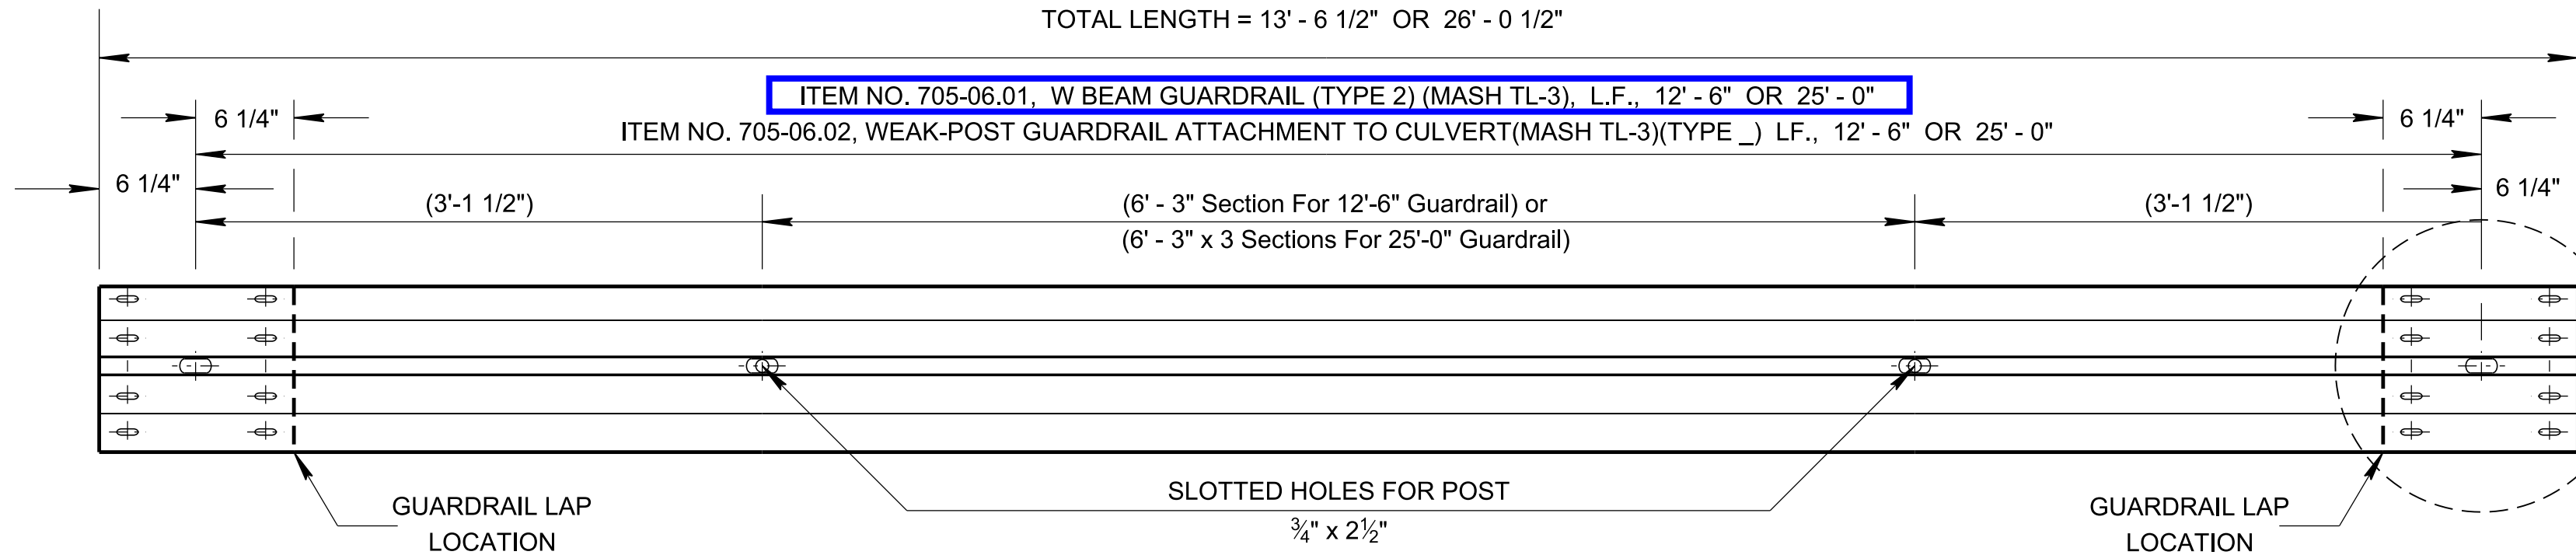 TOTAL LENGTH = 13' - 6 1/2" OR 26' - 0 1/2"
ITEM NO. 705-06.01, W BEAM GUARDRAIL (TYPE 2) (MASH TL-3), L.F., 12' - 6" OR 25' - 0"
6 1/4"
6 1/4"
ITEM NO. 705-06.02, WEAK-POST GUARDRAIL ATTACHMENT TO CULVERT(MASH TL-3)(TYPE _) LF., 12' - 6" OR 25' - 0"
6 1/4"
6 1/4"
(3'-1 1/2")
(6' - 3" Section For 12'-6" Guardrail) or
(3'-1 1/2")
(6' - 3" x 3 Sections For 25'-0" Guardrail)
SLOTTED HOLES FOR POST
¾" x 2½"
GUARDRAIL LAP
LOCATION
GUARDRAIL LAP
LOCATION